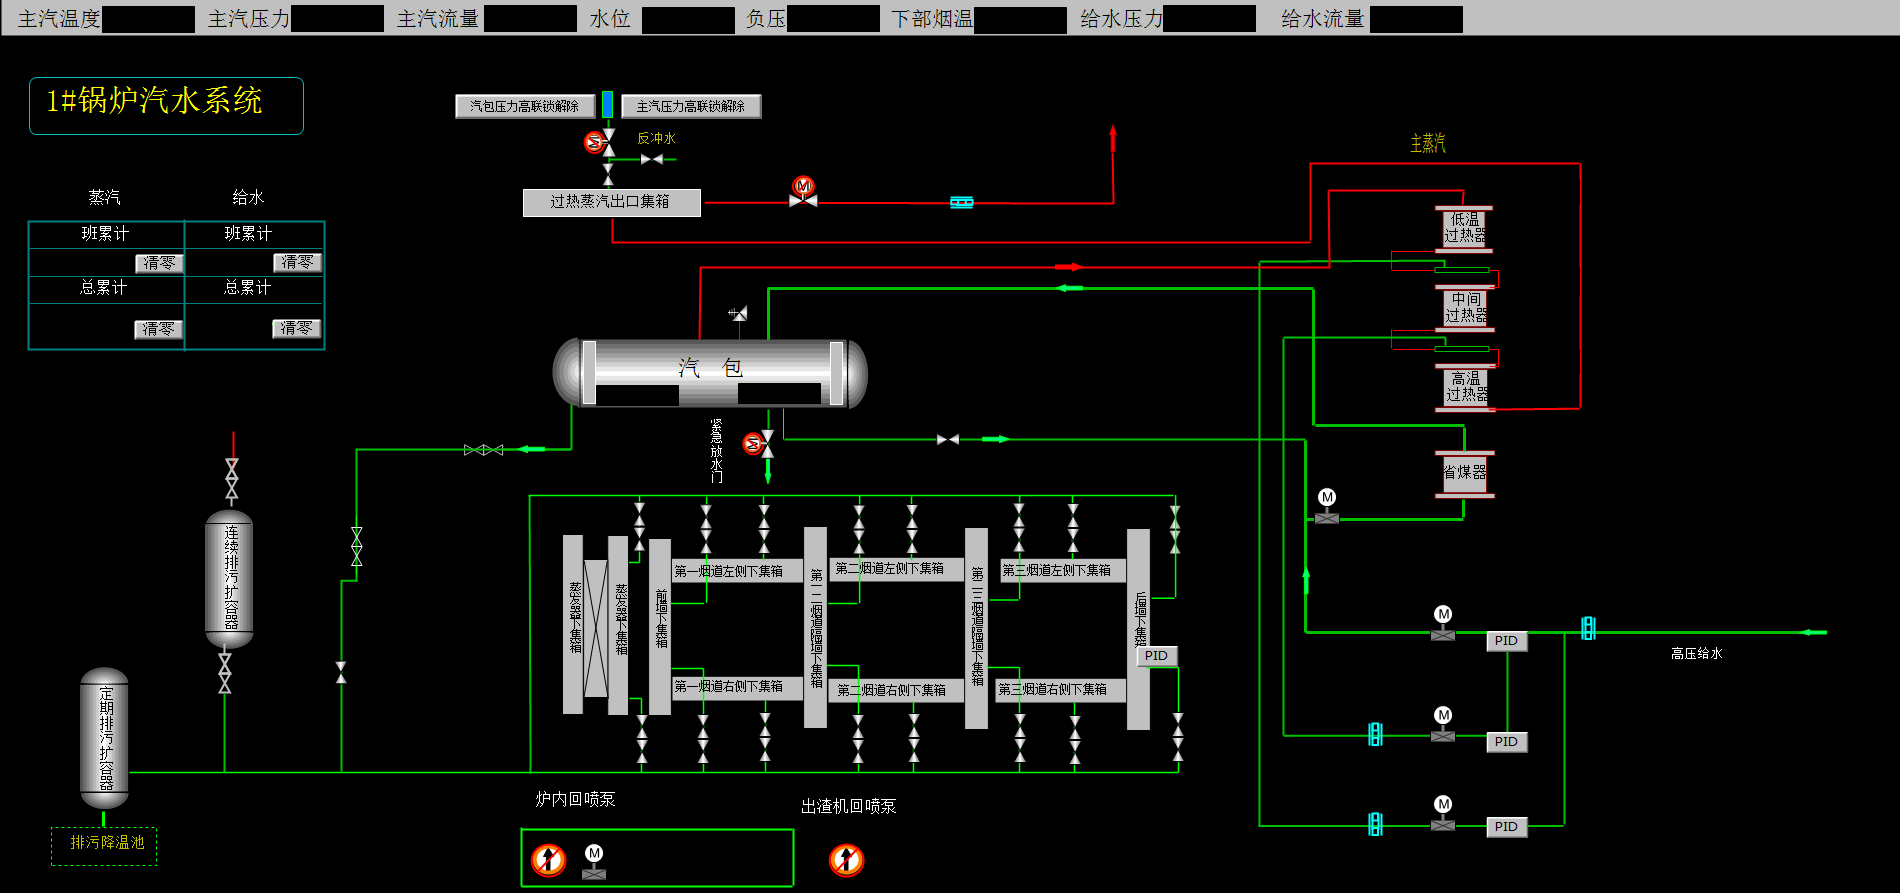 主汽温度 主汽压力 主汽流量 水位 负压 下部烟温 给水压力 给水流量
1#锅炉汽水系统
汽包压力高联锁解除 主汽压力高联锁解除
M
反冲水
主蒸汽
蒸汽 给水
过热蒸汽出口集箱
M
班累计 班累计
清零 清零
总累计 总累计
清零 清零
低温
过热器
中间
过热器
高温
过热器
汽 包
紧急放水门
M
省煤器
M
连续排污扩容器
蒸发器下集箱
蒸发器下集箱
前墙下集箱
第一烟道左侧下集箱
第一二烟道隔墙下集箱
第二烟道左侧下集箱
第二三烟道隔墙下集箱
第三烟道左侧下集箱
后墙下集箱
PID
第一烟道右侧下集箱
第二烟道右侧下集箱
第三烟道右侧下集箱
M
PID
高压给水
M
PID
M
PID
定期排污扩容器
排污降温池
炉内回喷泵
出渣机回喷泵
M